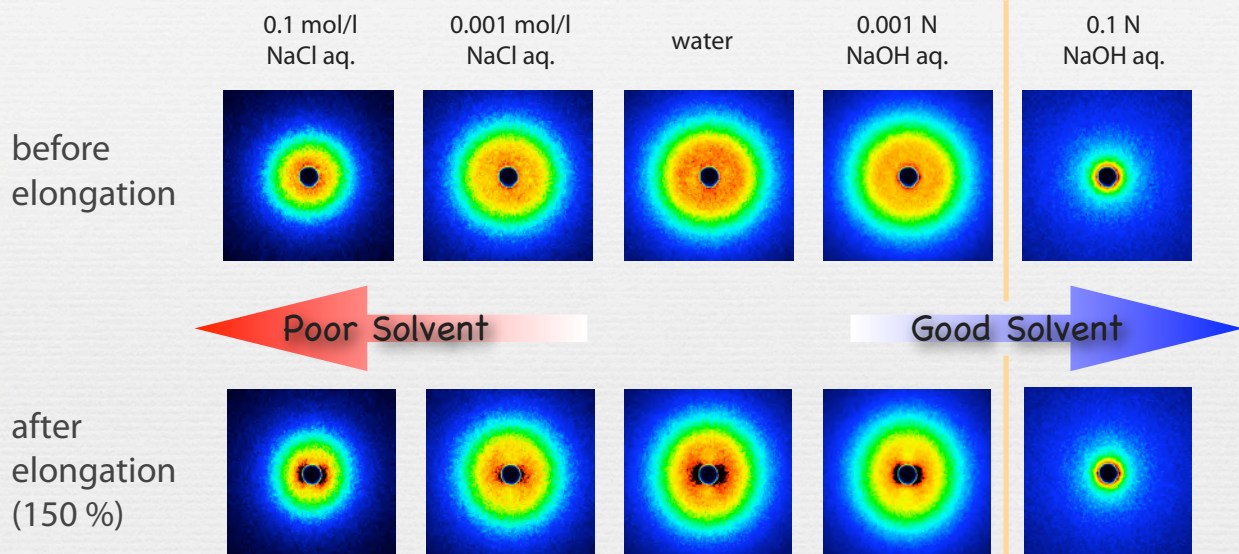 0.1 mol/l
NaCl aq.
0.001 mol/l
NaCl aq.
water
0.001 N
NaOH aq.
0.1 N
NaOH aq.
before
elongation
Poor Solvent
Good Solvent
after
elongation
(150 %)